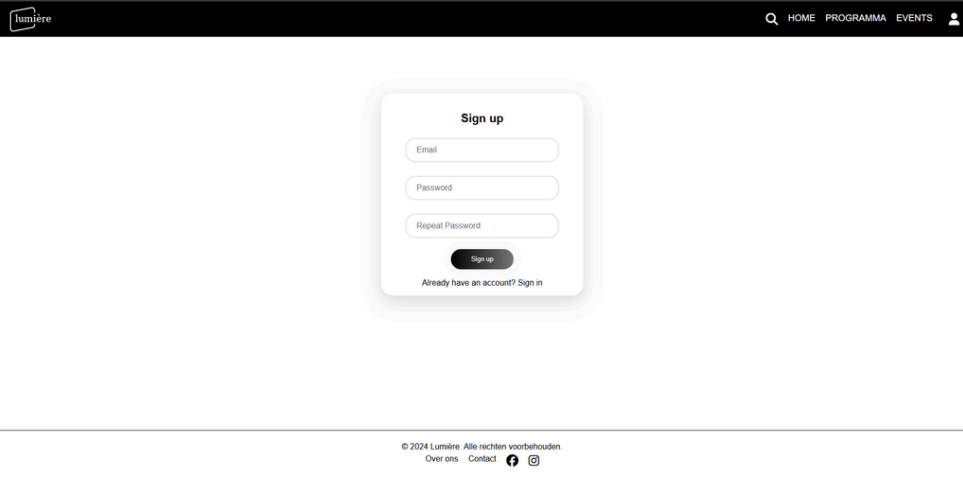 lumière
HOME PROGRAMMA EVENTS
Sign up
Email
Password
Repeat Password
Sign up
Already have an account? Sign in
© 2024 Lumière. Alle rechten voorbehouden.
Over ons Contact